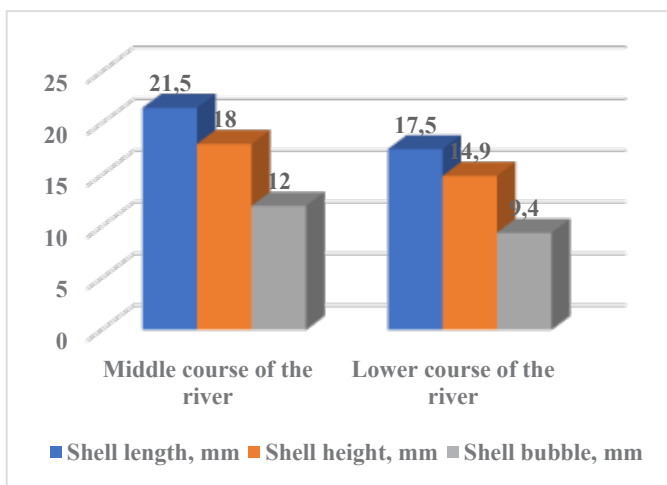 25
20
15
10
5
0
21,5
18
12
17,5
14,9
9,4
Middle course of the
river
Lower course of the
river
Shell length, mm
Shell height, mm
Shell bubble, mm